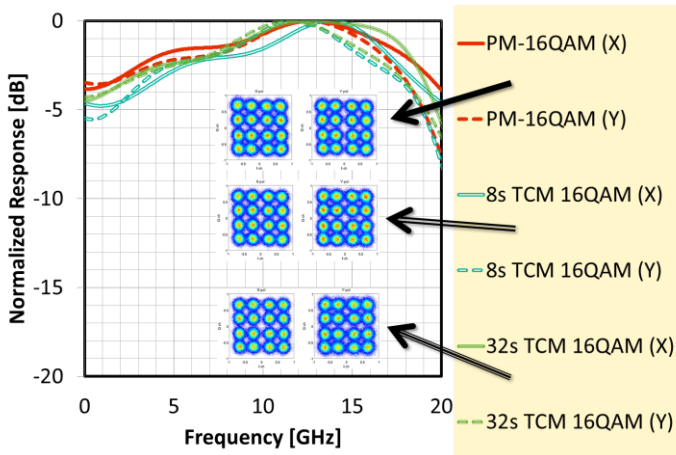 Normalized Response [dB]
0
-5
-10
-15
-20
0
5
10
15
20
Frequency [GHz]
PM-16QAM (X)
PM-16QAM (Y)
8s TCM 16QAM (X)
8s TCM 16QAM (Y)
32s TCM 16QAM (X)
32s TCM 16QAM (Y)